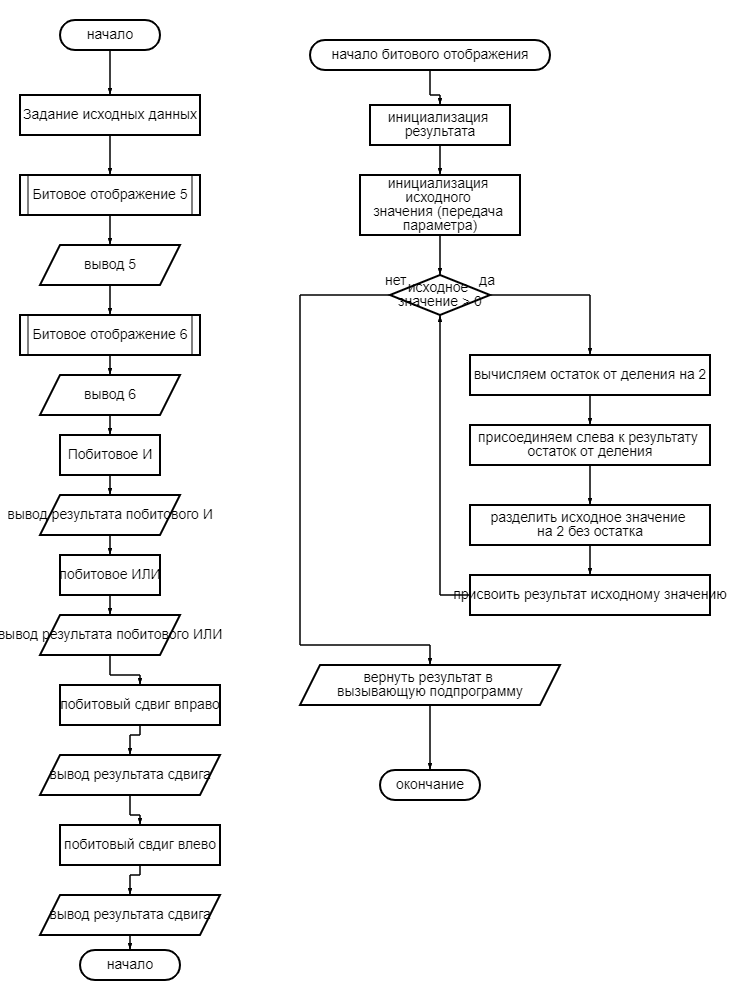 начало
Задание исходных данных
Битовое отображение 5
вывод 5
Битовое отображение 6
вывод 6
Побитовое И
вывод результата побитового И
побитовое ИЛИ
вывод результата побитового ИЛИ
побитовый сдвиг вправо
вывод результата сдвига
побитовый свдиг влево
вывод результата сдвига
начало
начало битового отображения
инициализация
результата
инициализация
исходного
значения (передача
параметра)
нет
исходное
значение > 0
да
вычисляем остаток от деления на 2
присоединяем слева к результату
остаток от деления
разделить исходное значение
на 2 без остатка
присвоить результат исходному значению
вернуть результат в
вызывающую подпрограмму
окончание